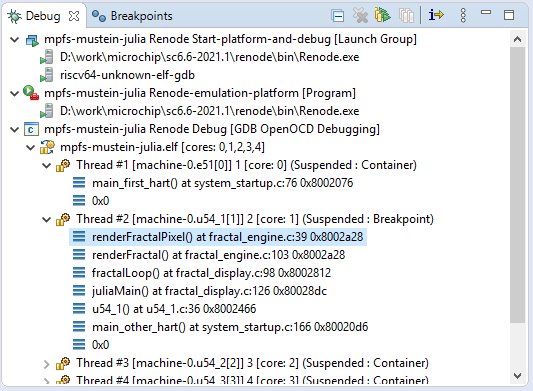 Debug
Breakpoints
mpfs-mustein-julia Renode Start-platform-and-debug [Launch Group]
D:\work\microchip\sc6.6-2021.1\renode\bin\Renode.exe
riscv64-unknown-elf-gdb
mpfs-mustein-julia Renode-emulation-platform [Program]
D:\work\microchip\sc6.6-2021.1\renode\bin\Renode.exe
mpfs-mustein-julia Renode Debug [GDB OpenOCD Debugging]
mpfs-mustein-julia.elf [cores: 0,1,2,3,4]
Thread #1 [machine-0.e51[0]] 1 [core: 0] (Suspended : Container)
main_first_hart() at system_startup.c:76 0x8002076
0x0
Thread #2 [machine-0.u54_1[1]] 2 [core: 1] (Suspended : Breakpoint)
renderFractalPixel() at fractal_engine.c:39 0x8002a28
renderFractal() at fractal_engine.c:103 0x8002a28
fractalLoop() at fractal_display.c:98 0x8002812
juliaMain() at fractal_display.c:126 0x80028dc
u54_1() at u54_1.c:36 0x8002466
main_other_hart() at system_startup.c:166 0x80020d6
0x0
Thread #3 [machine-0.u54_2[2]] 3 [core: 2] (Suspended : Container)
Thread #4 [machine-0.u54_3[3]] 4 [core: 3] (Suspended : Container)